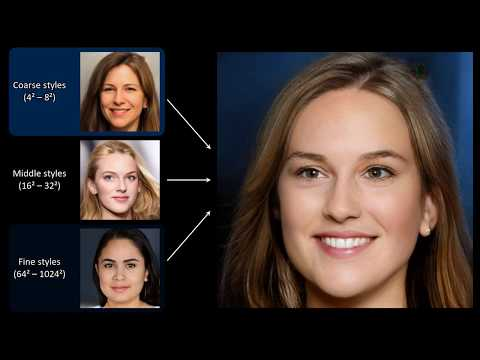 Coarse styles
(4² – 8²)
Middle styles
(16² – 32²)
Fine styles
(64² – 1024²)